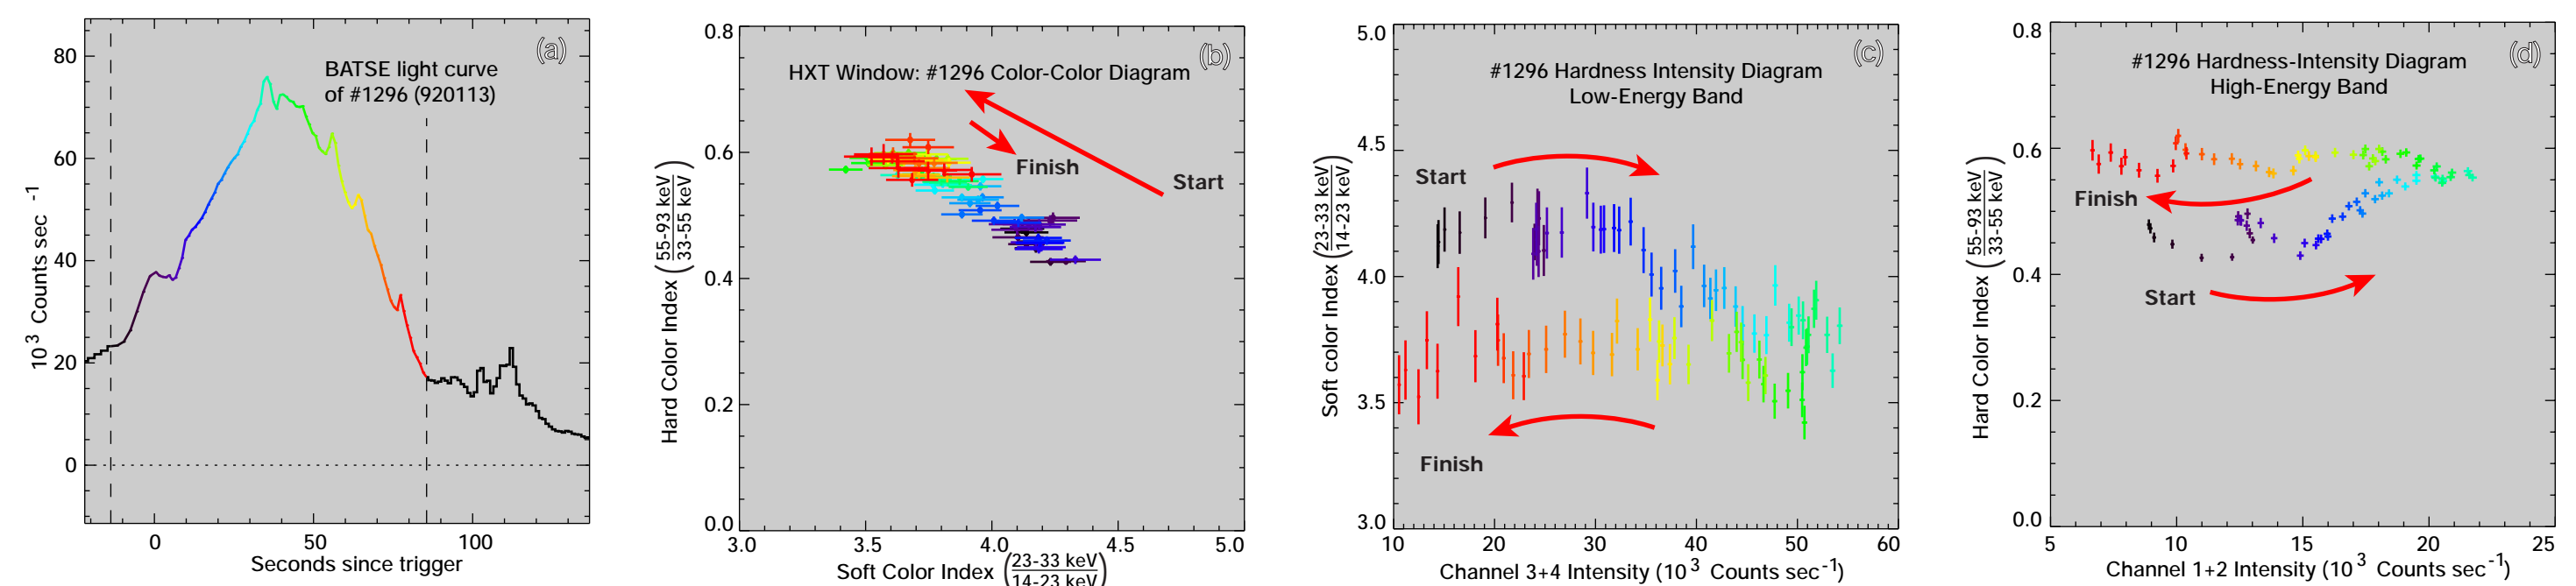 (a)
BATSE light curve
of #1296 (920113)
10³ Counts sec ⁻¹
80
60
40
20
0
0 50 100
Seconds since trigger
(b)
HXT Window: #1296 Color-Color Diagram
Finish
Start
Hard Color Index (55-93 keV / 33-55 keV)
0.8
0.6
0.4
0.2
0.0
3.0 3.5 4.0 4.5 5.0
Soft Color Index (23-33 keV / 14-23 keV)
(c)
#1296 Hardness Intensity Diagram
Low-Energy Band
Start
Finish
Soft color Index (23-33 keV / 14-23 keV)
5.0
4.5
4.0
3.5
3.0
10 20 30 40 50 60
Channel 3+4 Intensity (10³ Counts sec⁻¹)
(d)
#1296 Hardness-Intensity Diagram
High-Energy Band
Finish
Start
Hard Color Index (55-93 keV / 33-55 keV)
0.8
0.6
0.4
0.2
0.0
5 10 15 20 25
Channel 1+2 Intensity (10³ Counts sec⁻¹)